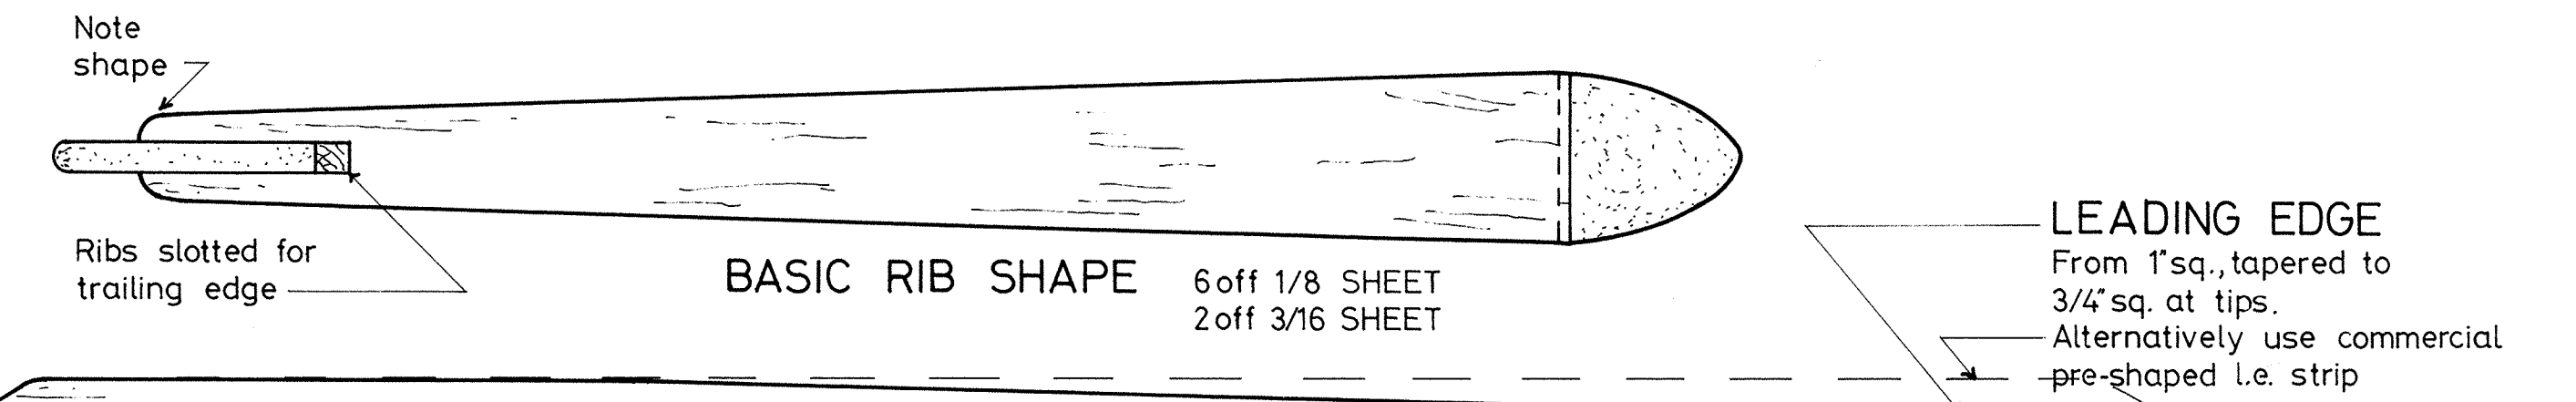 Note
shape
Ribs slotted for
trailing edge
BASIC RIB SHAPE
6 off 1/8 SHEET
2 off 3/16 SHEET
LEADING EDGE
From 1" sq., tapered to
3/4" sq. at tips.
Alternatively use commercial
pre-shaped l.e. strip